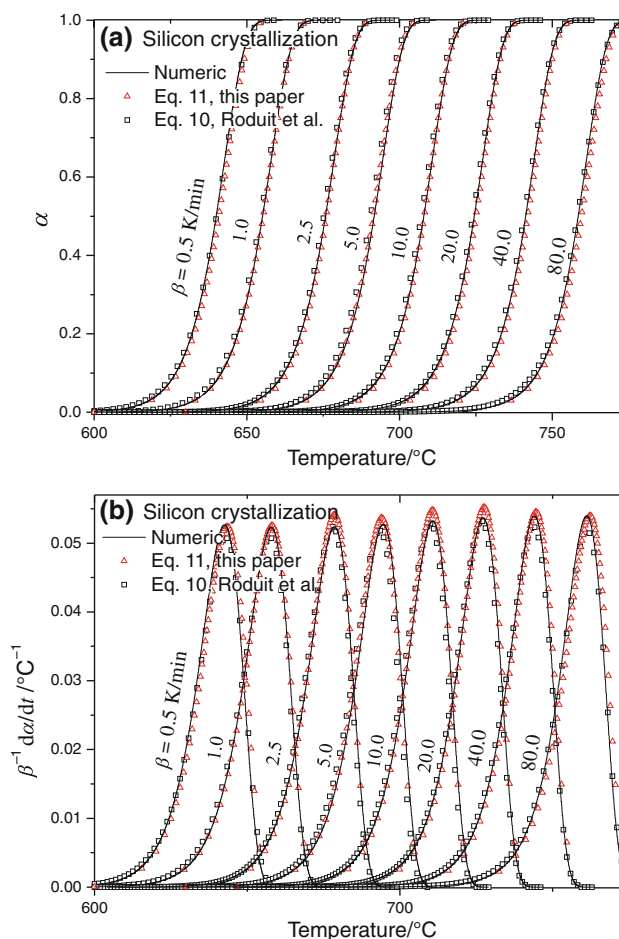 1.0
(a) Silicon crystallization
Numeric
Eq. 11, this paper
Eq. 10, Roduit et al.
0.8
0.6
0.4
0.2
0.0
α
β = 0.5 K/min
1.0
2.5
5.0
10.0
20.0
40.0
80.0
600
650
700
750
Temperature/°C
(b) Silicon crystallization
Numeric
Eq. 11, this paper
Eq. 10, Roduit et al.
0.05
0.04
0.03
0.02
0.01
0.00
β⁻¹ dα/dt /°C⁻¹
β = 0.5 K/min
1.0
2.5
5.0
10.0
20.0
40.0
80.0
600
700
Temperature/°C